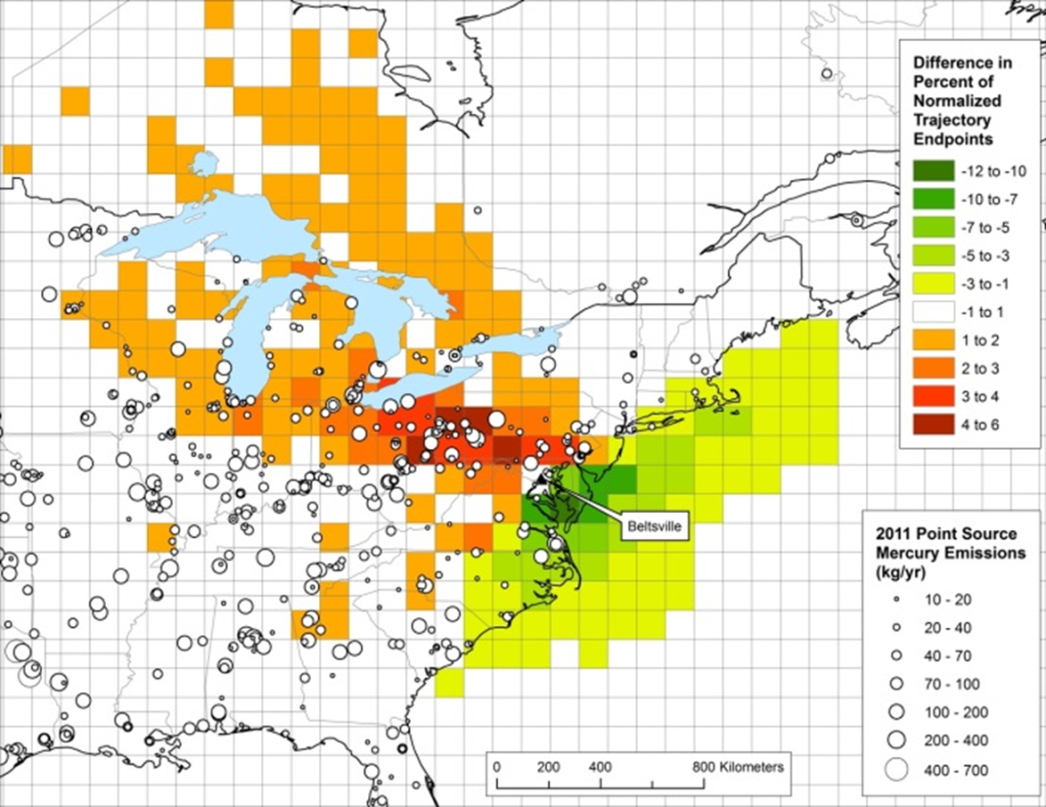 Difference in
Percent of
Normalized
Trajectory
Endpoints
-12 to -10
-10 to -7
-7 to -5
-5 to -3
-3 to -1
-1 to 1
1 to 2
2 to 3
3 to 4
4 to 6
Beltsville
2011 Point Source
Mercury Emissions
(kg/yr)
10 - 20
20 - 40
40 - 70
70 - 100
100 - 200
200 - 400
400 - 700
0 200 400 800 Kilometers